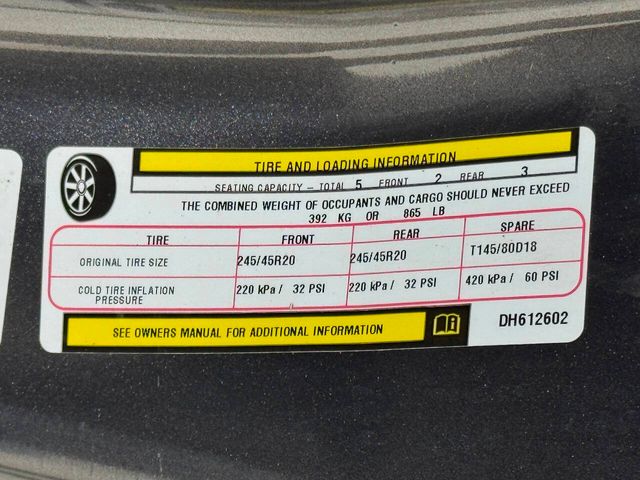 TIRE AND LOADING INFORMATION
SEATING CAPACITY – TOTAL 5 FRONT 2 REAR 3
THE COMBINED WEIGHT OF OCCUPANTS AND CARGO SHOULD NEVER EXCEED
392 KG OR 865 LB
TIRE FRONT REAR SPARE
ORIGINAL TIRE SIZE 245/45R20 245/45R20 T145/80D18
COLD TIRE INFLATION PRESSURE 220 kPa / 32 PSI 220 kPa / 32 PSI 420 kPa / 60 PSI
SEE OWNERS MANUAL FOR ADDITIONAL INFORMATION
DH612602